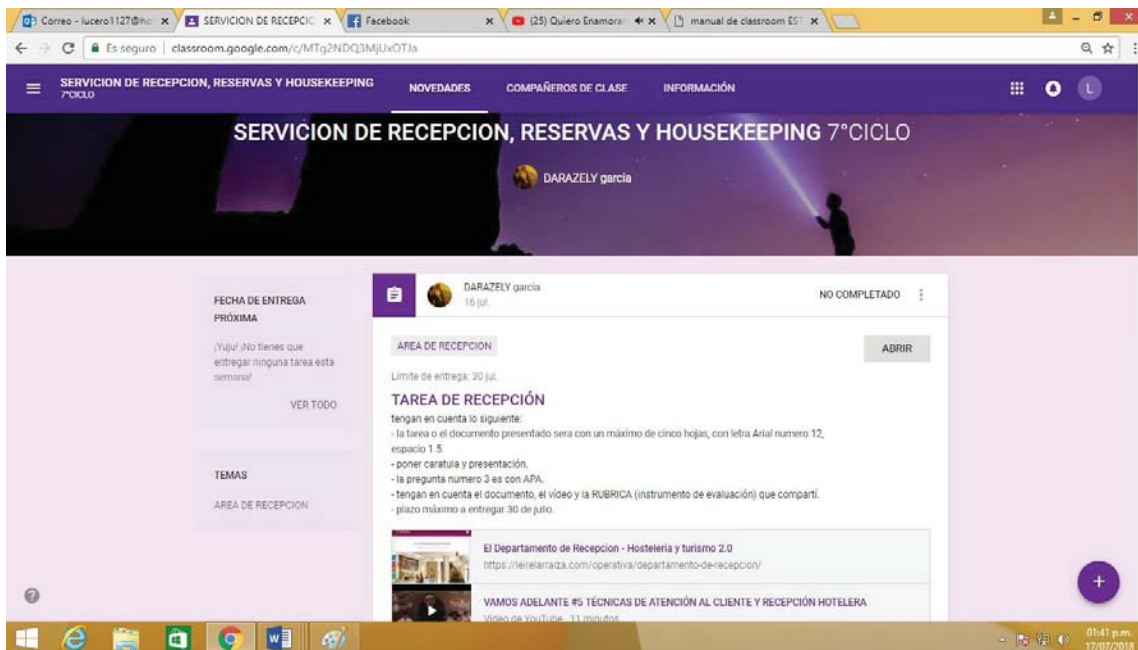 Correo - lucero1127@ho
SERVICION DE RECEPCIO
Facebook
(25) Quiero Enamorar
manual de classroom EST
Es seguro | classroom.google.com/c/MTg2NDQ3MjUxOTJa
SERVICION DE RECEPCION, RESERVAS Y HOUSEKEEPING
7°CICLO
NOVEDADES
COMPAÑEROS DE CLASE
INFORMACIÓN
L
SERVICION DE RECEPCION, RESERVAS Y HOUSEKEEPING 7°CICLO
DARAZELY garcia
FECHA DE ENTREGA
PRÓXIMA
¡Yuju! ¡No tienes que
entregar ninguna tarea esta
semana!
VER TODO
TEMAS
AREA DE RECEPCION
DARAZELY garcia
16 jul.
NO COMPLETADO
AREA DE RECEPCION
ABRIR
Límite de entrega: 30 jul.
TAREA DE RECEPCIÓN
tengan en cuenta lo siguiente:
- la tarea o el documento presentado sera con un máximo de cinco hojas, con letra Arial numero 12,
espacio 1.5.
- poner caratula y presentación.
- la pregunta numero 3 es con APA.
- tengan en cuenta el documento, el vídeo y la RUBRICA (instrumento de evaluación) que compartí.
- plazo máximo a entregar 30 de julio.
El Departamento de Recepcion - Hosteleria y turismo 2.0
https://leirelarraiza.com/operativa/departamento-de-recepcion/
VAMOS ADELANTE #5 TÉCNICAS DE ATENCIÓN AL CLIENTE Y RECEPCIÓN HOTELERA
Vídeo de YouTube 11 minutos
01:41 p.m.
17/07/2018